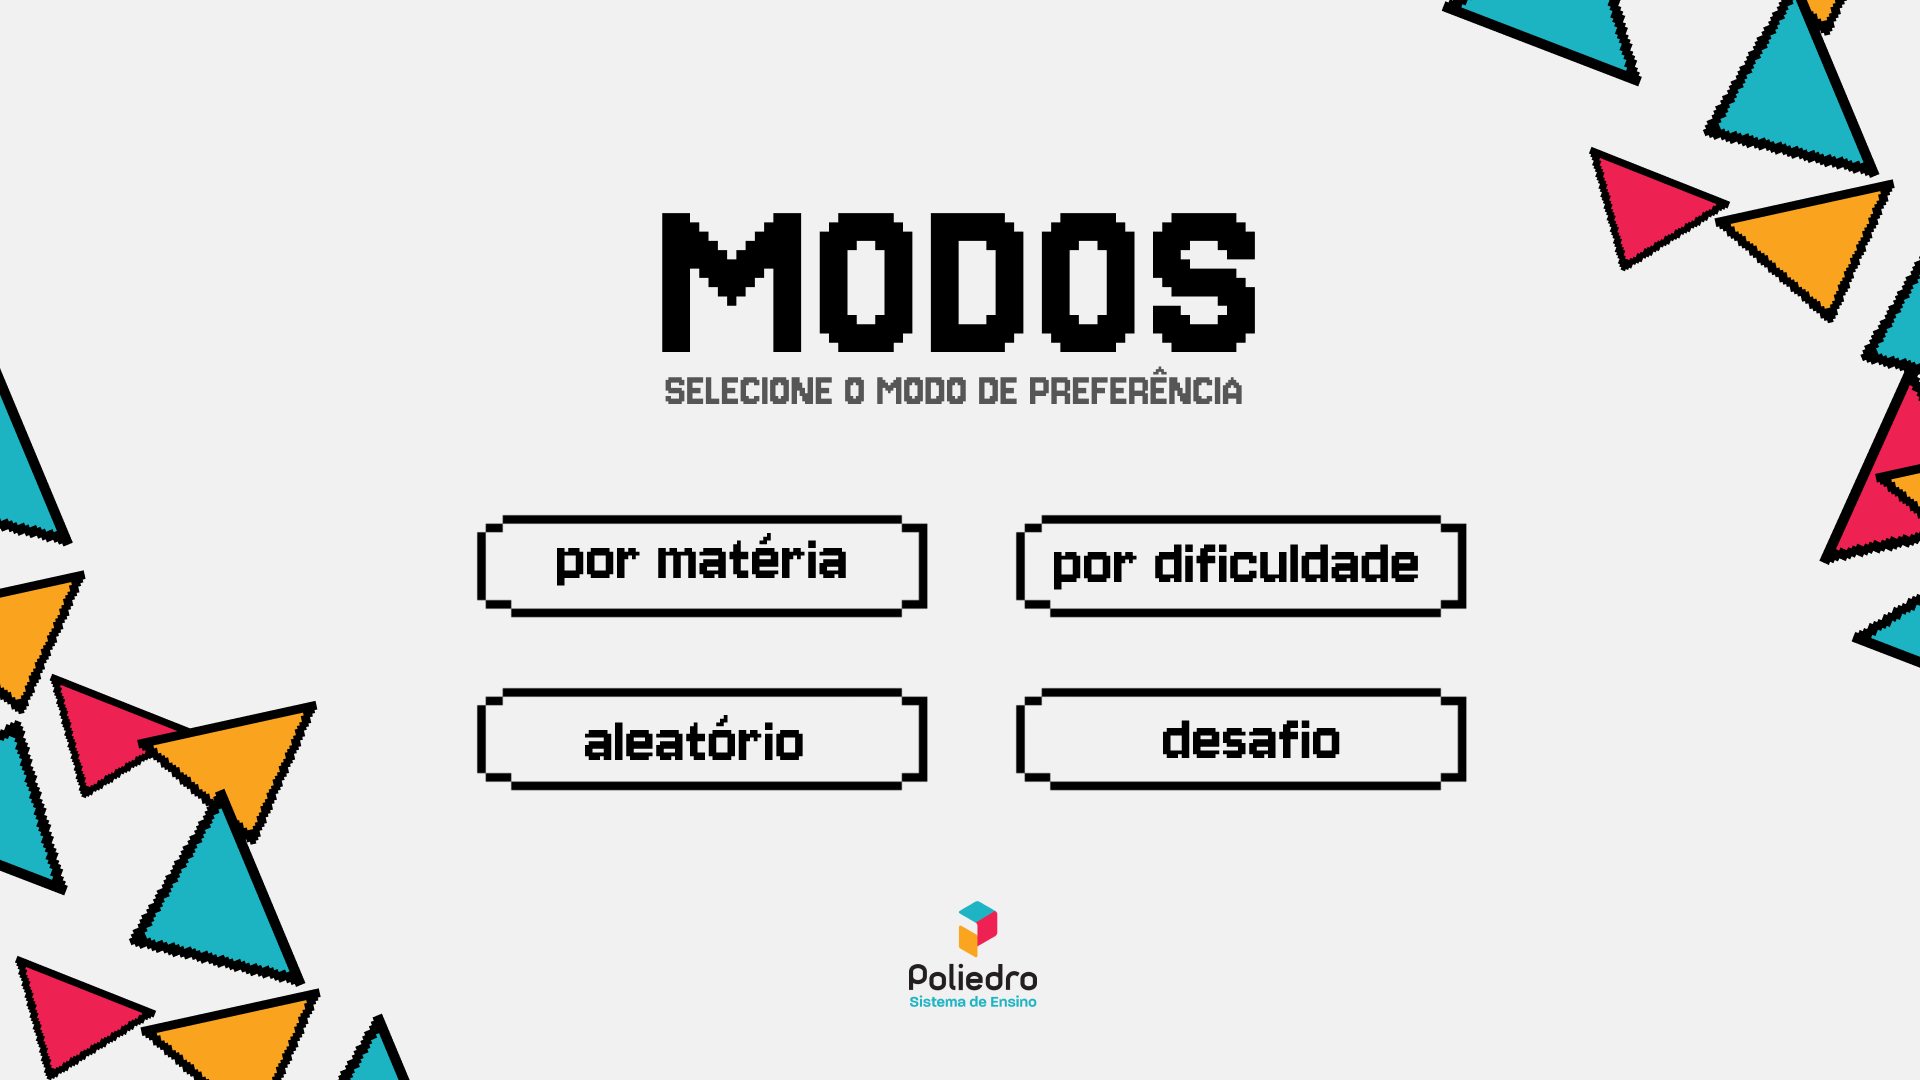 MODOS
SELECIONE O MODO DE PREFERÊNCIA
por matéria
por dificuldade
aleatório
desafio
Poliedro
Sistema de Ensino